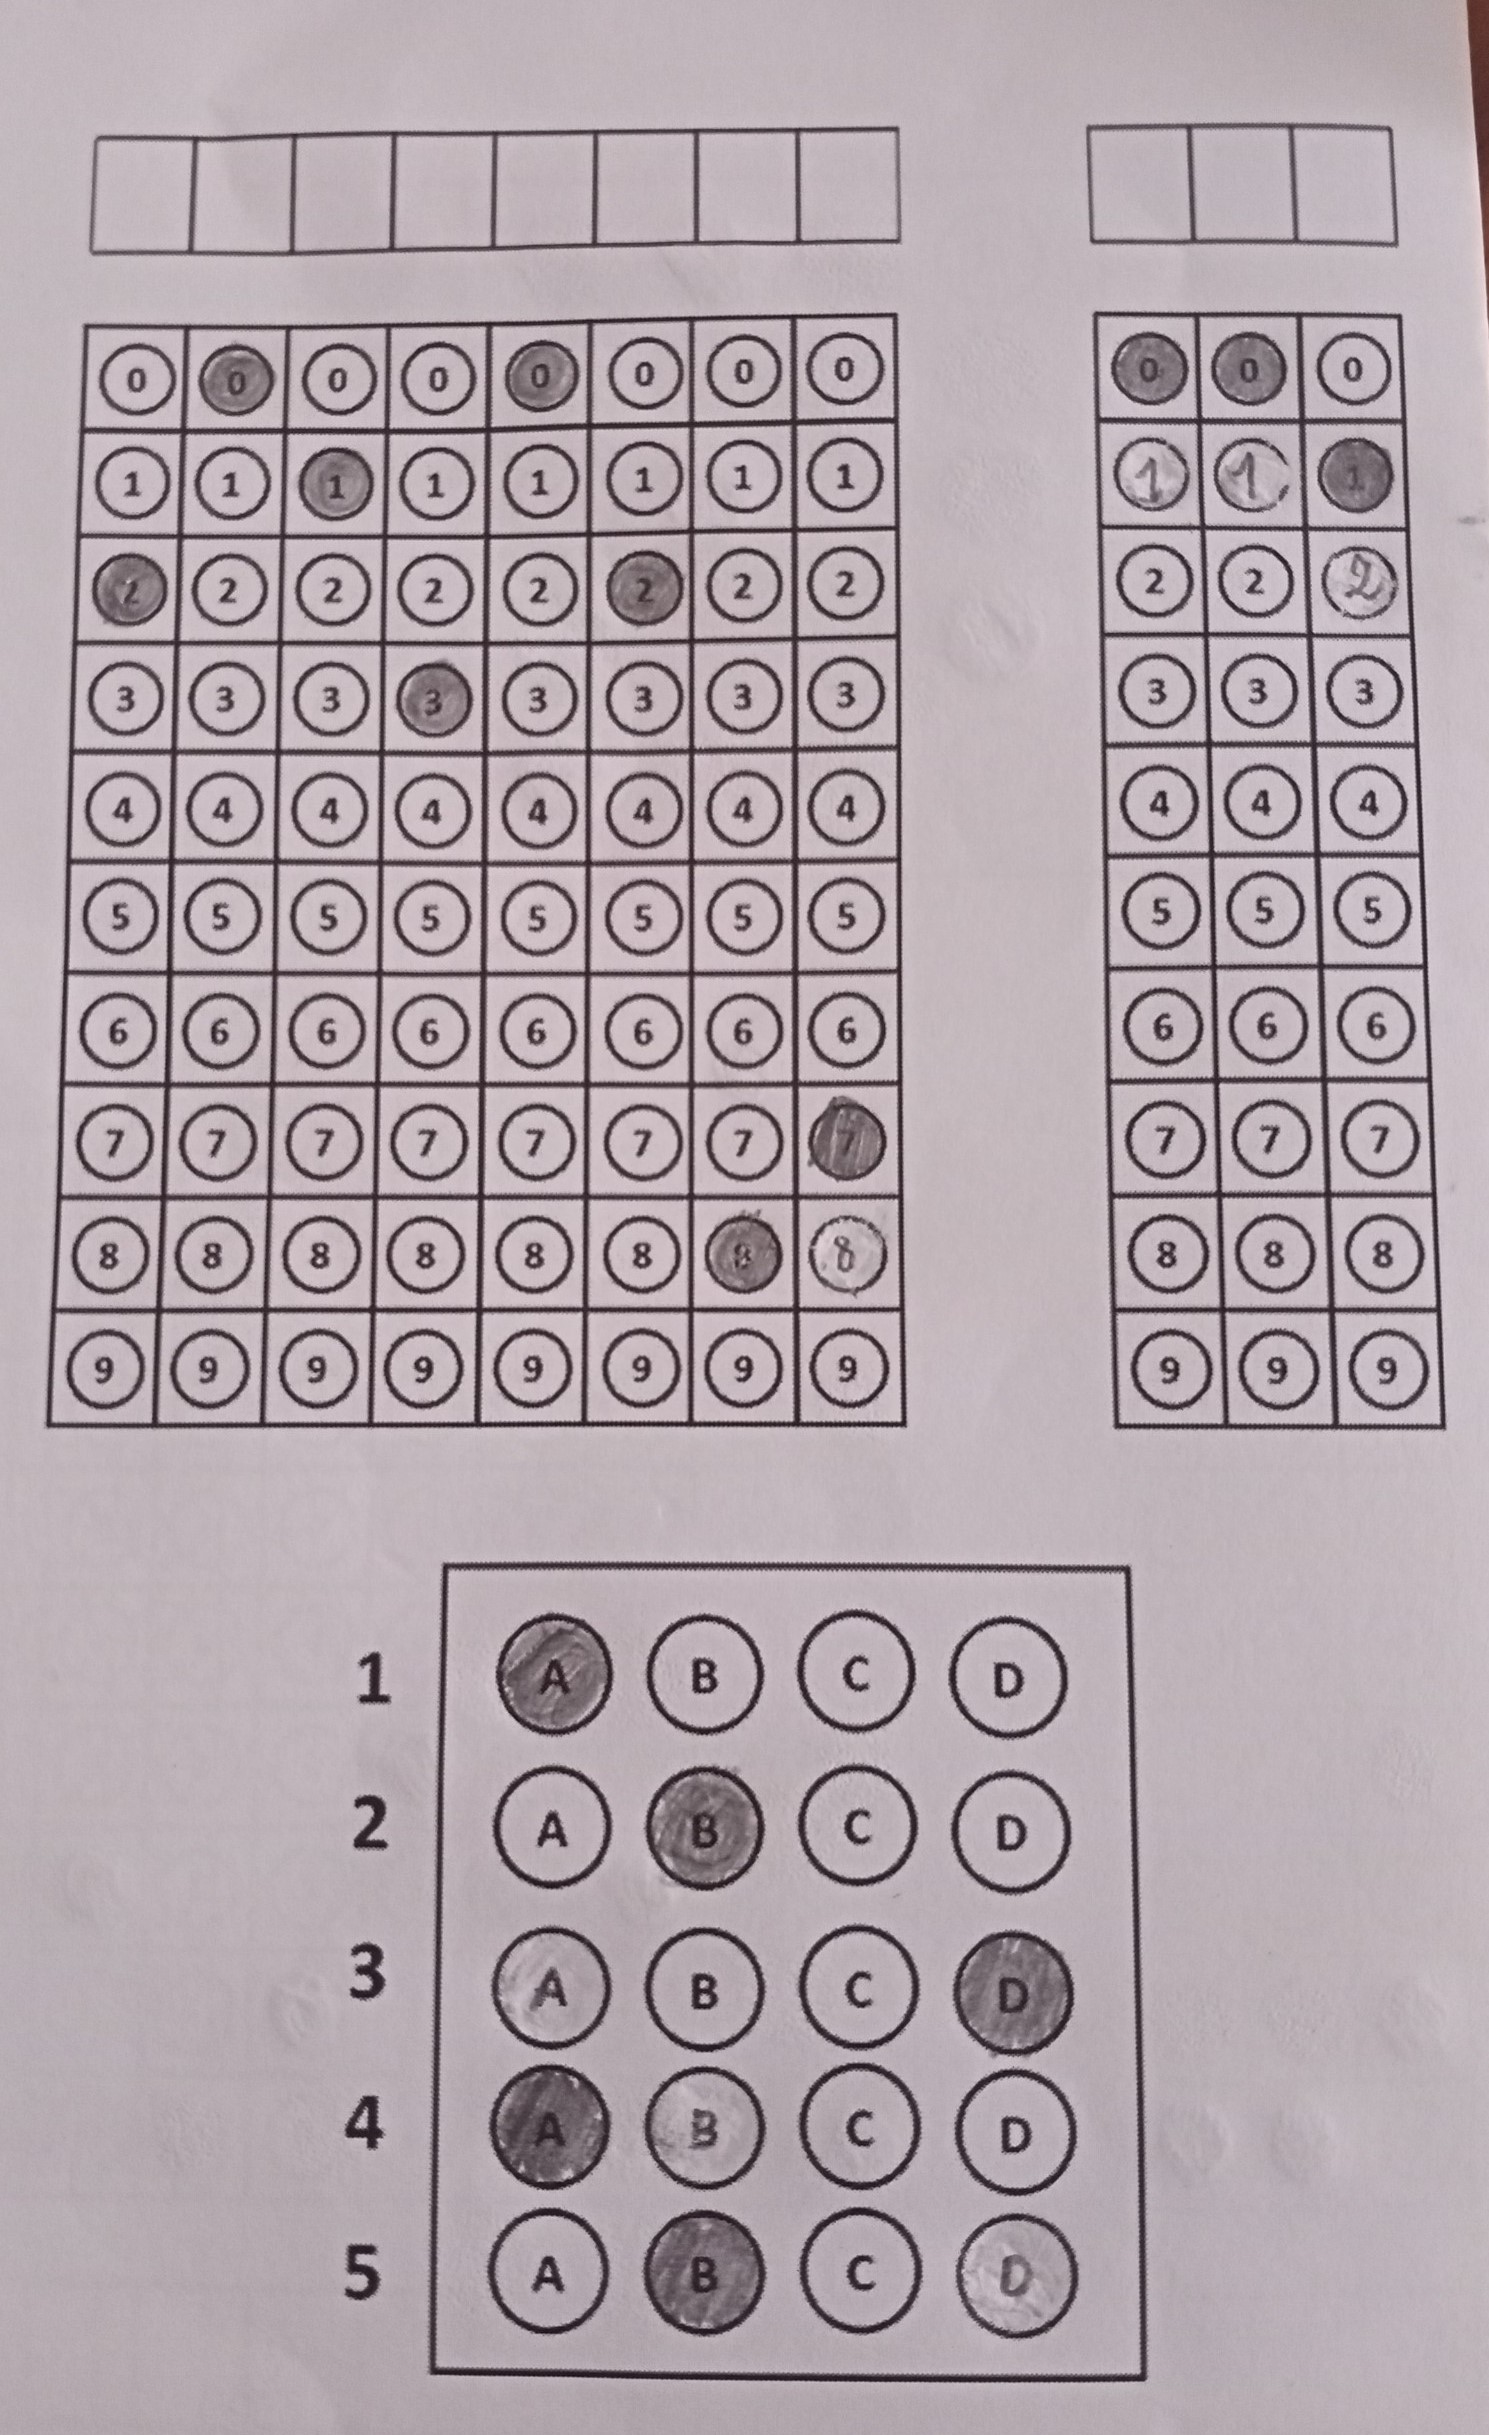 0 0 0 0 0 0 0 0 0 0 0
1 1 1 1 1 1 1 1 1 1 1
2 2 2 2 2 2 2 2 2 2 2
3 3 3 3 3 3 3 3 3 3 3
4 4 4 4 4 4 4 4 4 4 4
5 5 5 5 5 5 5 5 5 5 5
6 6 6 6 6 6 6 6 6 6 6
7 7 7 7 7 7 7 7 7 7 7
8 8 8 8 8 8 8 8 8 8 8
9 9 9 9 9 9 9 9 9 9 9
1 A B C D
2 A B C D
3 A B C D
4 A B C D
5 A B C D